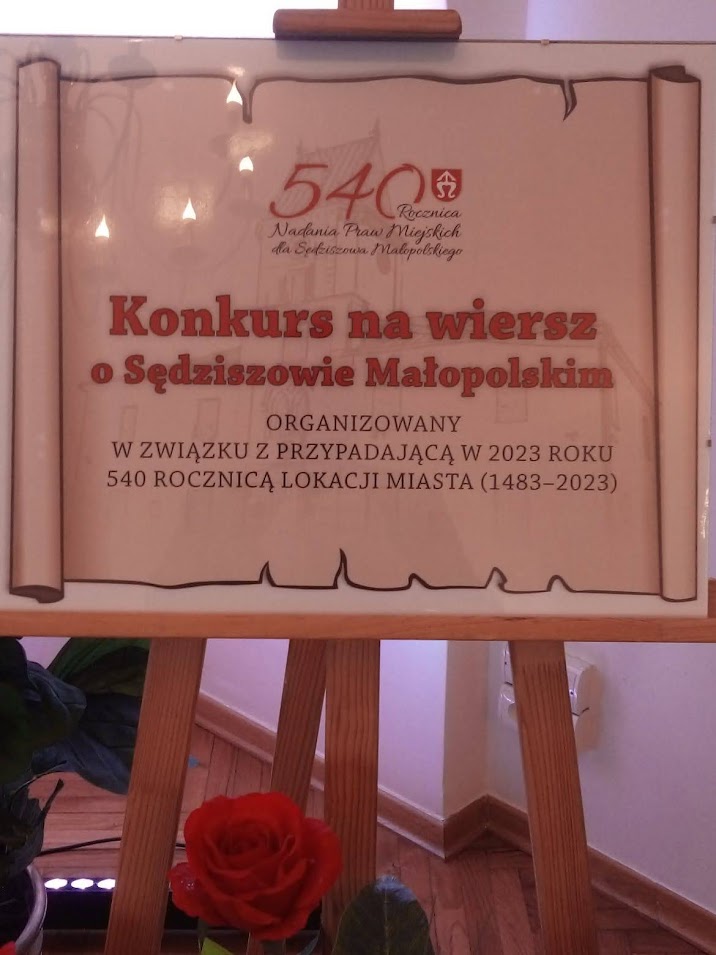 540
Rocznica
Nadania Praw Miejskich
dla Sędziszowa Małopolskiego
Konkurs na wiersz
o Sędziszowie Małopolskim
ORGANIZOWANY
W ZWIĄZKU Z PRZYPADAJĄCĄ W 2023 ROKU
540 ROCZNICĄ LOKACJI MIASTA (1483–2023)